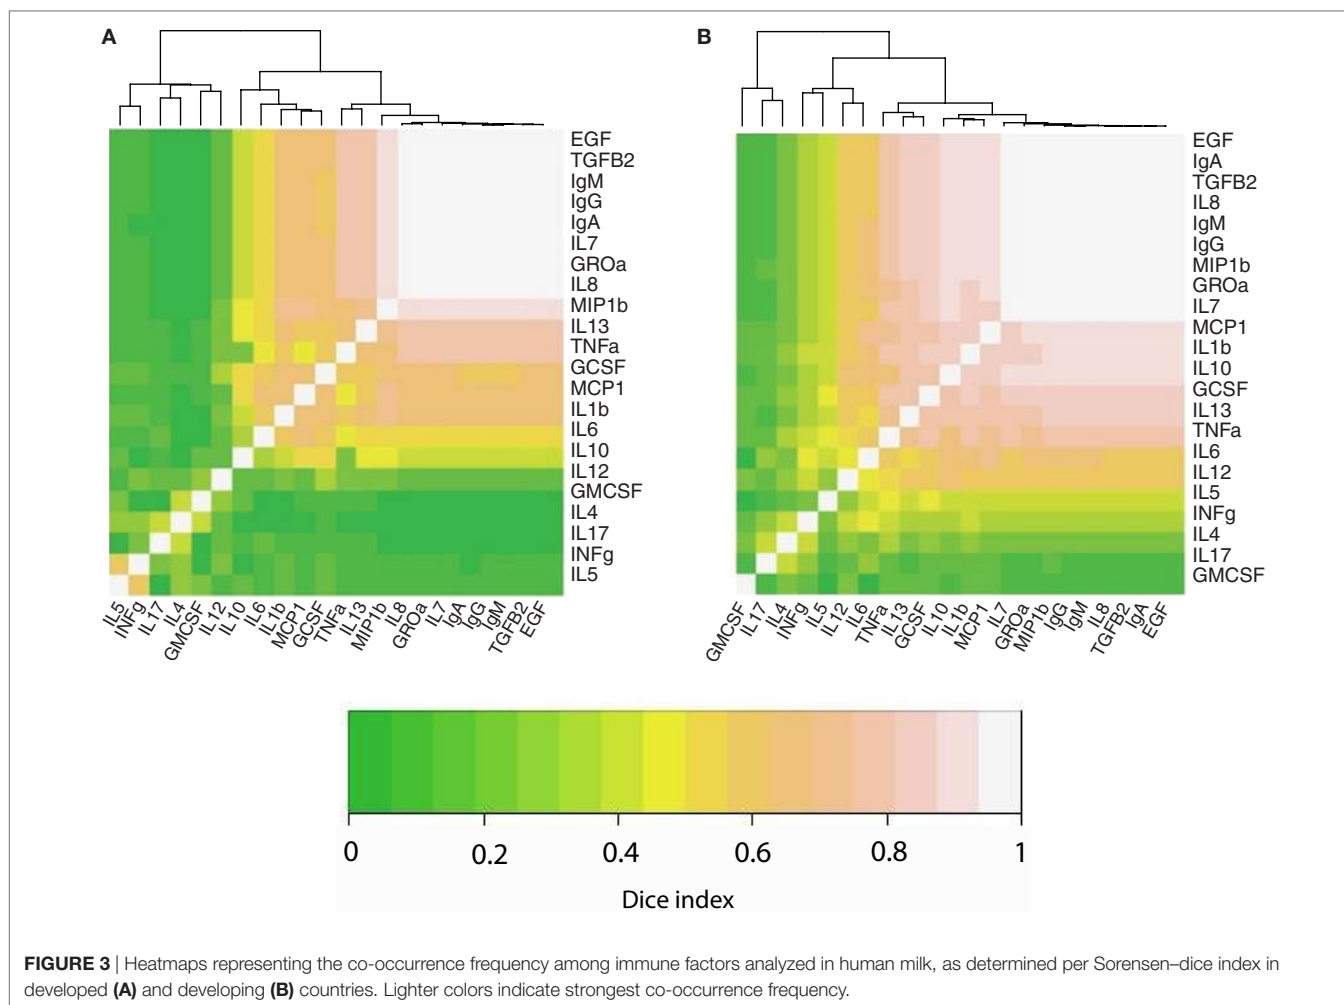 A
B
EGF
TGFB2
IgM
IgG
IgA
IL7
GROa
IL8
MIP1b
IL13
TNFa
GCSF
MCP1
IL1b
IL6
IL10
IL12
GMCSF
IL4
IL17
INFg
IL5
IL5
INFg
IL17
IL4
GMCSF
IL12
IL10
IL6
IL1b
MCP1
GCSF
TNFa
IL13
MIP1b
IL8
GROa
IL7
IgA
IgG
IgM
TGFB2
EGF
EGF
IgA
TGFB2
IL8
IgM
IgG
MIP1b
GROa
IL7
MCP1
IL1b
IL10
GCSF
IL13
TNFa
IL6
IL12
IL5
INFg
IL4
IL17
GMCSF
GMCSF
IL17
IL4
INFg
IL5
IL12
IL6
TNFa
IL13
GCSF
IL10
IL1b
MCP1
IL7
GROa
MIP1b
IgG
IgM
IL8
TGFB2
IgA
EGF
0 0.2 0.4 0.6 0.8 1
Dice index
FIGURE 3 | Heatmaps representing the co-occurrence frequency among immune factors analyzed in human milk, as determined per Sorensen–dice index in
developed (A) and developing (B) countries. Lighter colors indicate strongest co-occurrence frequency.